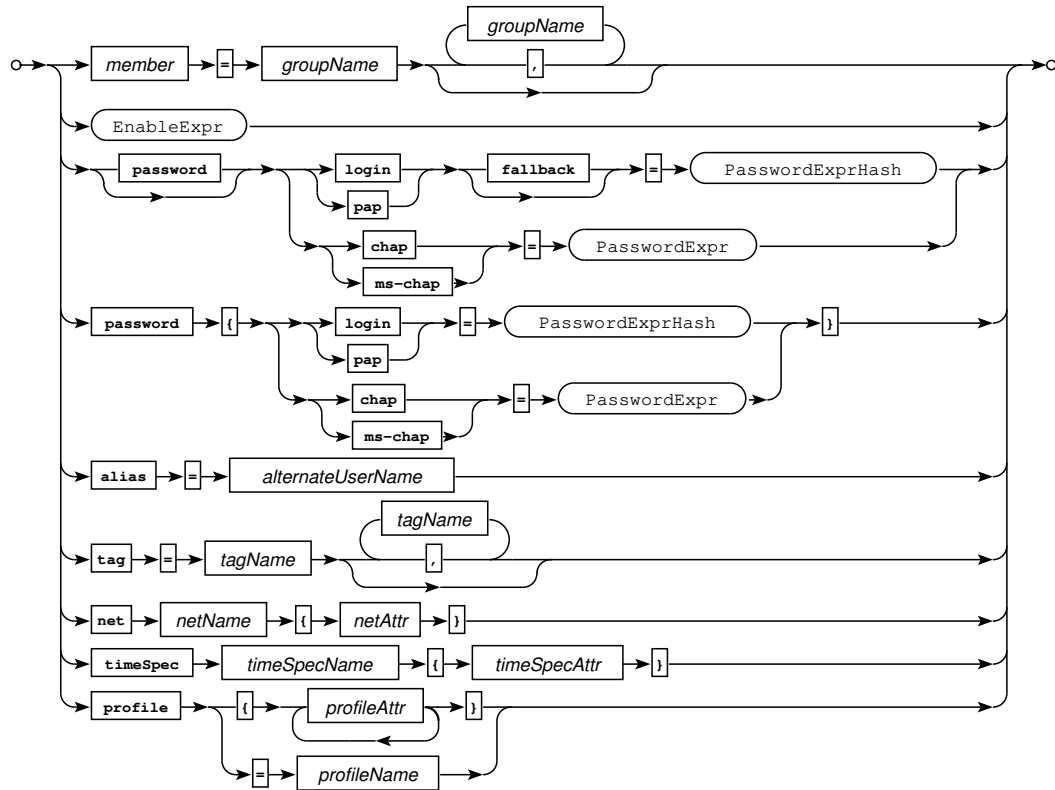 groupName
member = groupName ,
EnableExpr
password login fallback = PasswordExprHash
pap
chap = PasswordExpr
ms-chap
password { login = PasswordExprHash }
pap
chap = PasswordExpr
ms-chap
alias = alternateUserName
tagName
tag = tagName ,
net netName { netAttr }
timeSpec timeSpecName { timeSpecAttr }
profile { profileAttr }
= profileName